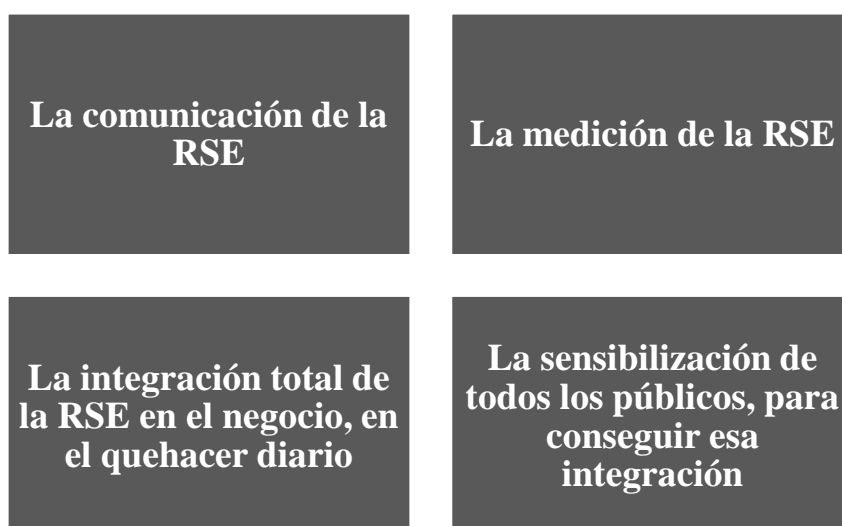 La comunicación de la
RSE
La medición de la RSE
La integración total de
la RSE en el negocio, en
el quehacer diario
La sensibilización de
todos los públicos, para
conseguir esa
integración